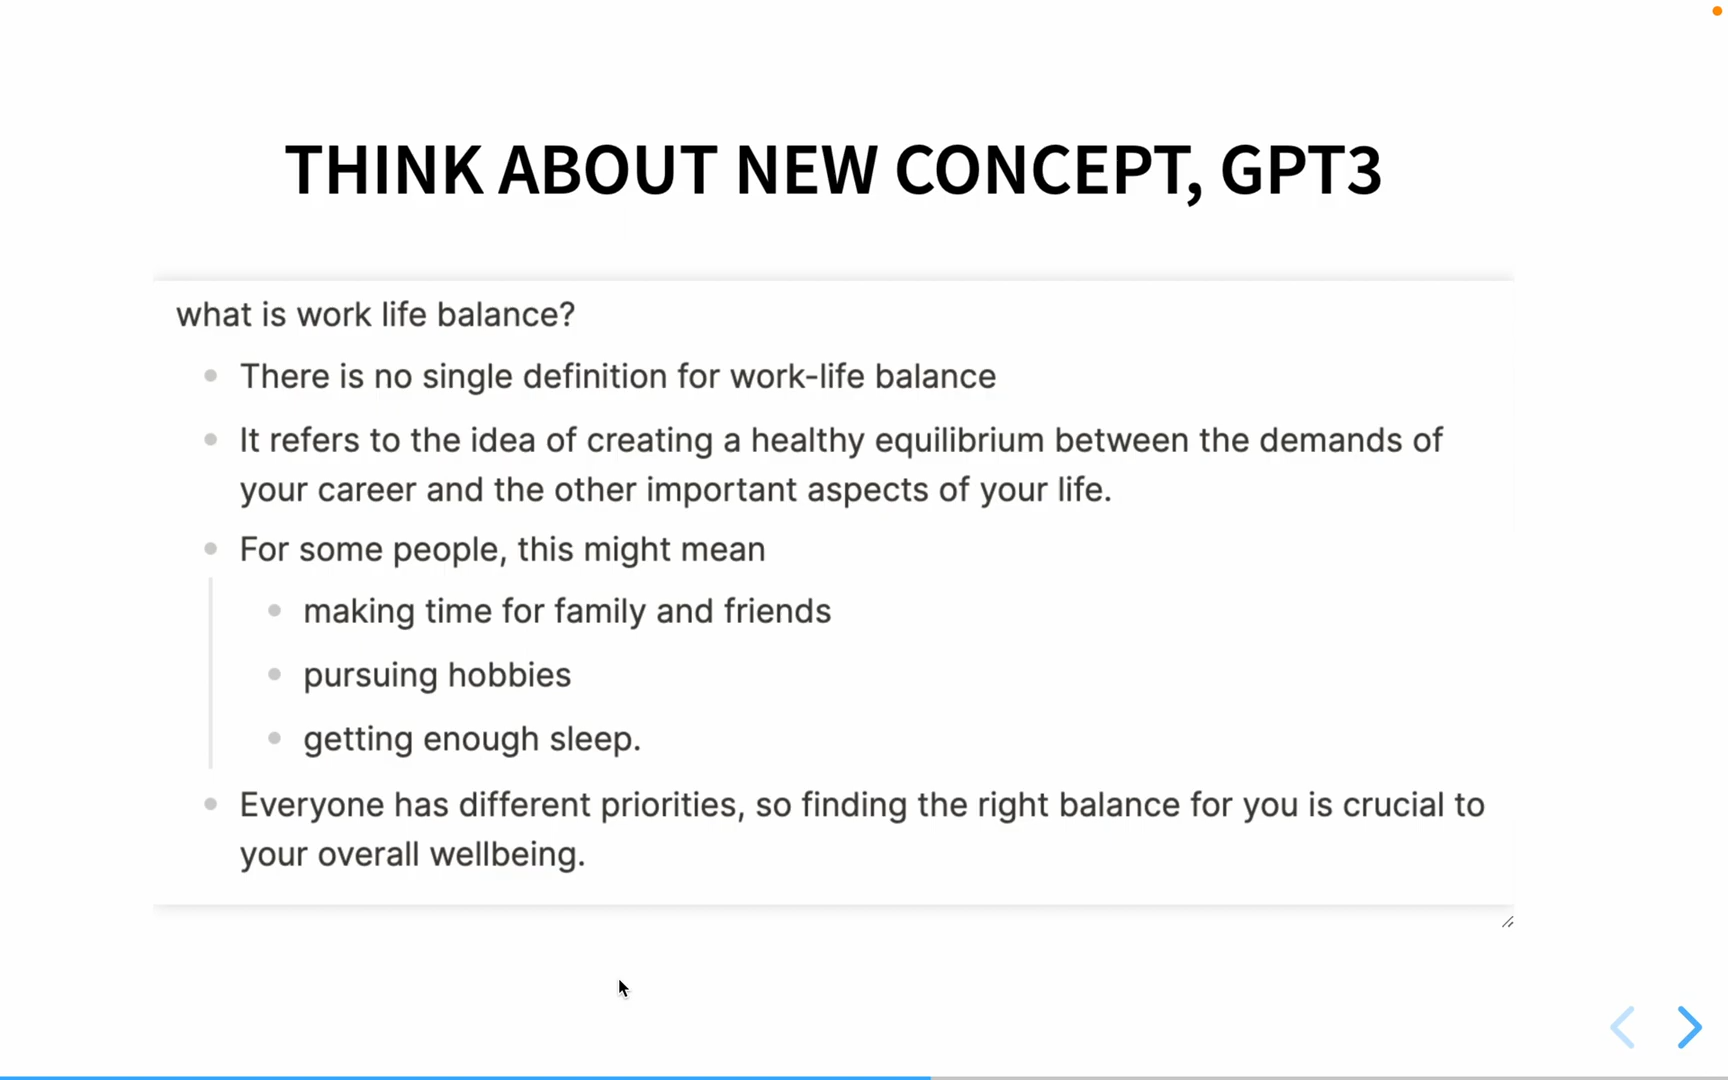 THINK ABOUT NEW CONCEPT, GPT3
what is work life balance?
There is no single definition for work-life balance
It refers to the idea of creating a healthy equilibrium between the demands of
your career and the other important aspects of your life.
For some people, this might mean
making time for family and friends
pursuing hobbies
getting enough sleep.
Everyone has different priorities, so finding the right balance for you is crucial to
your overall wellbeing.